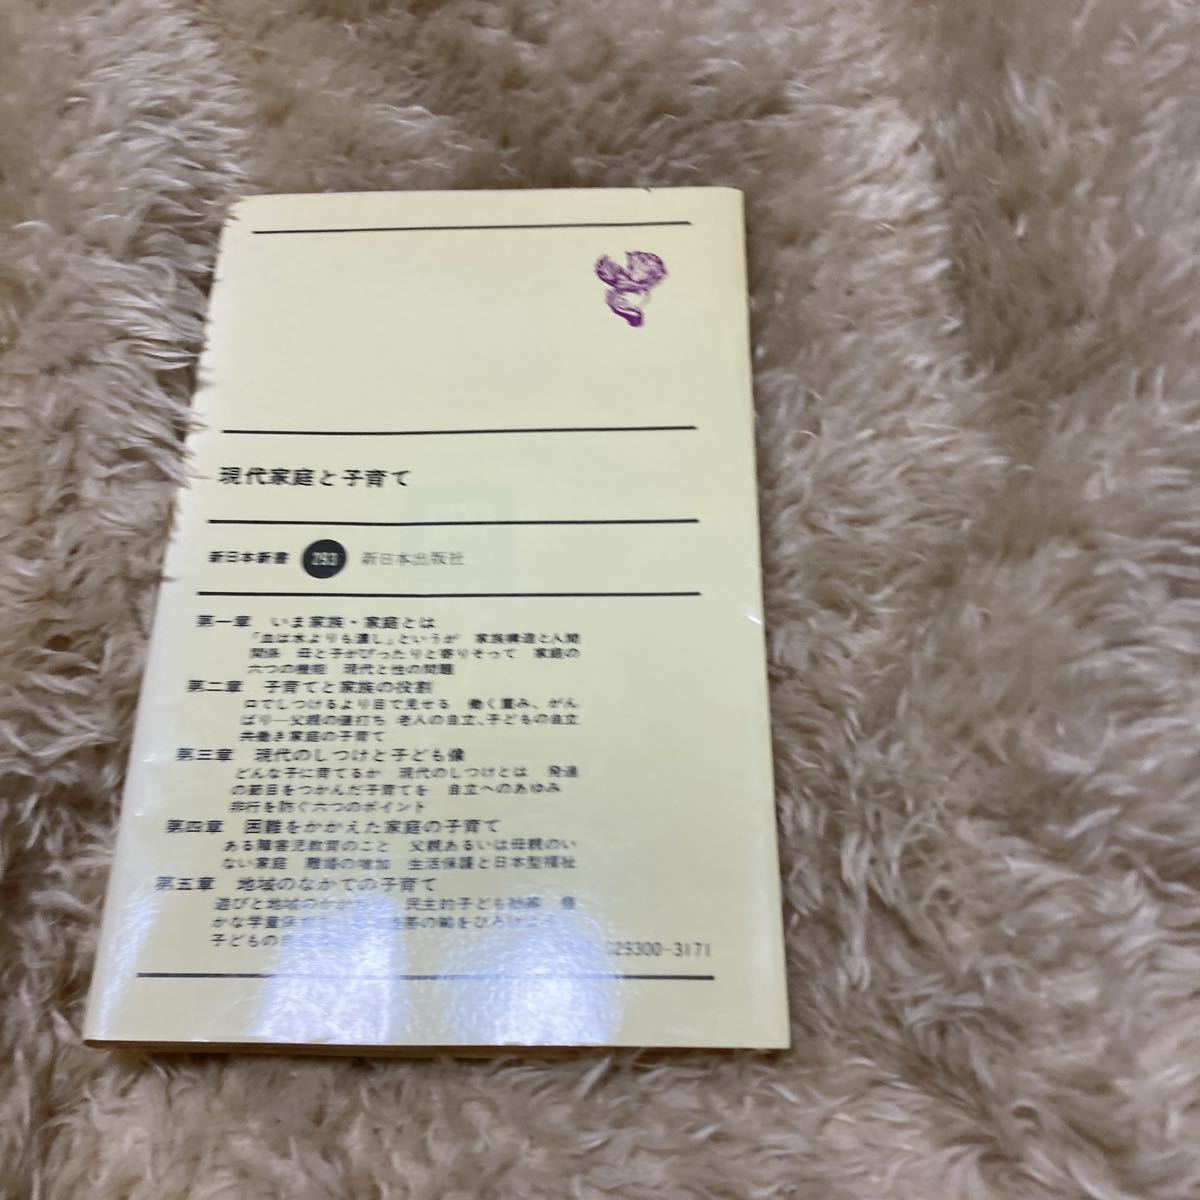 現代家庭と子育て
新日本新書 293 新日本出版社
第一章 いま家族・家庭とは
「血は水よりも濃し」というが 家族構造と人間
関係 母と子がぴったりと寄りそって 家庭の
六つの機能 現代と性の問題
第二章 子育てと家族の役割
口でしつけるより目で見せる 働く重み、がん
ばり―父親の値打ち 老人の自立、子どもの自立
共働き家庭の子育て
第三章 現代のしつけと子ども像
どんな子に育てるか 現代のしつけとは 発達
の節目をつかんだ子育てを 自立へのあゆみ
非行を防ぐ六つのポイント
第四章 困難をかかえた家庭の子育て
ある障害児教育のこと 父親あるいは母親のい
ない家庭 離婚の増加 生活保護と日本型福祉
第五章 地域のなかでの子育て
遊びと地域の 民主的子ども組織 豊
かな学童保 連帯の輪をひろげ
子どもの
029300-3171